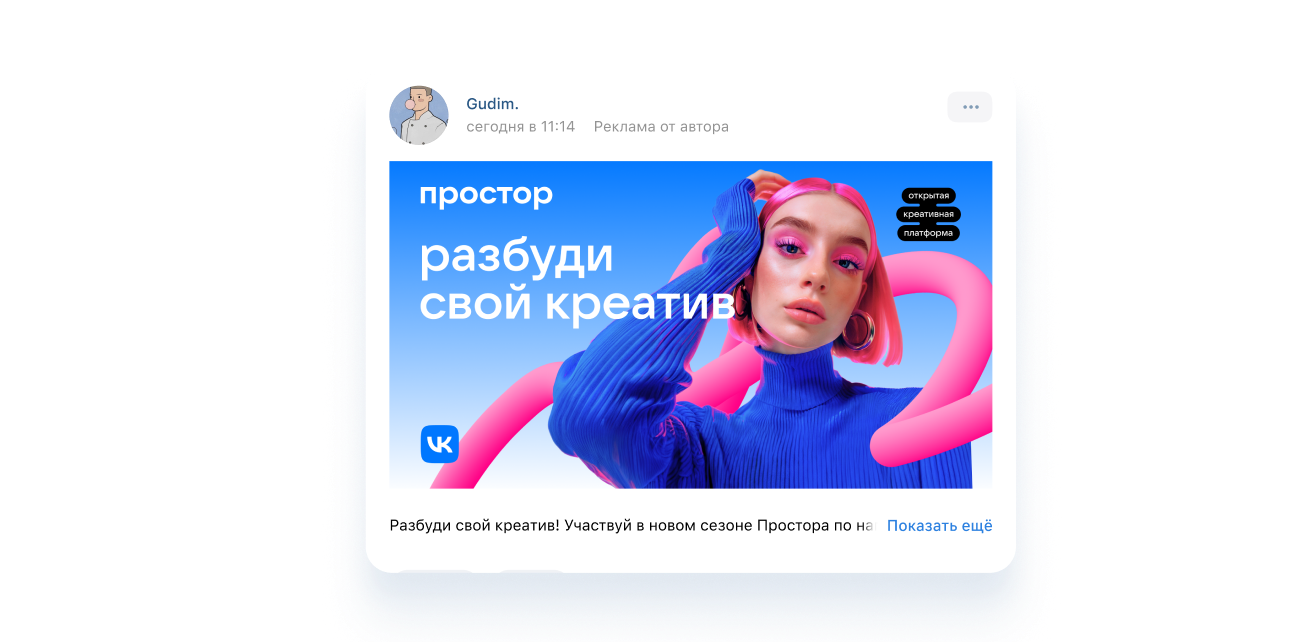 Gudim.
сегодня в 11:14 Реклама от автора
простор
открытая
креативная
платформа
разбуди
свой креатив
VK
Разбуди свой креатив! Участвуй в новом сезоне Простора по на Показать ещё